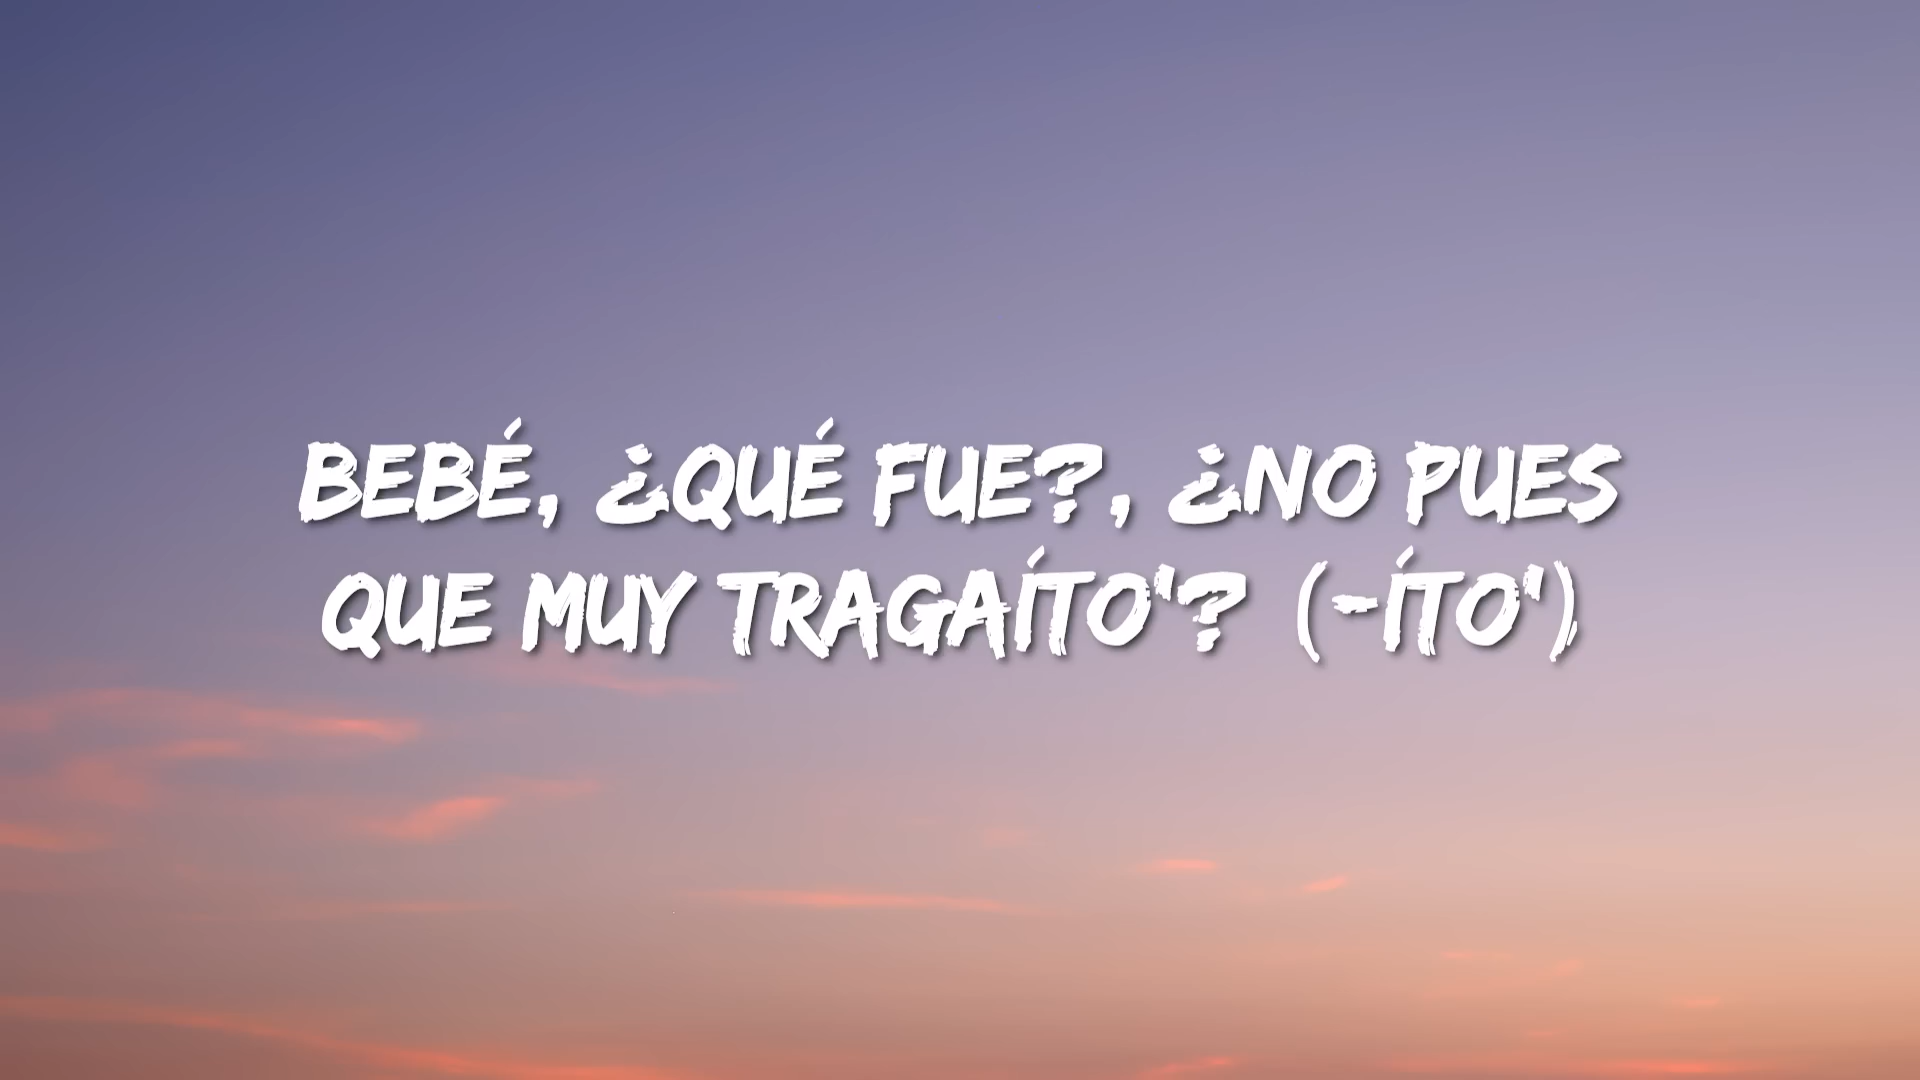 BEBÉ, ¿QUÉ FUE?, ¿NO PUES
QUE MUY TRAGAÍTO'? (-ÍTO')